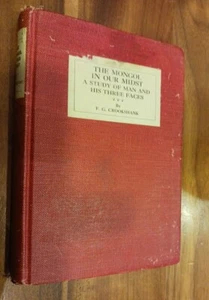 THE MONGOL
IN OUR MIDST
A STUDY OF MAN AND
HIS THREE FACES
By
F. G. CROOKSHANK